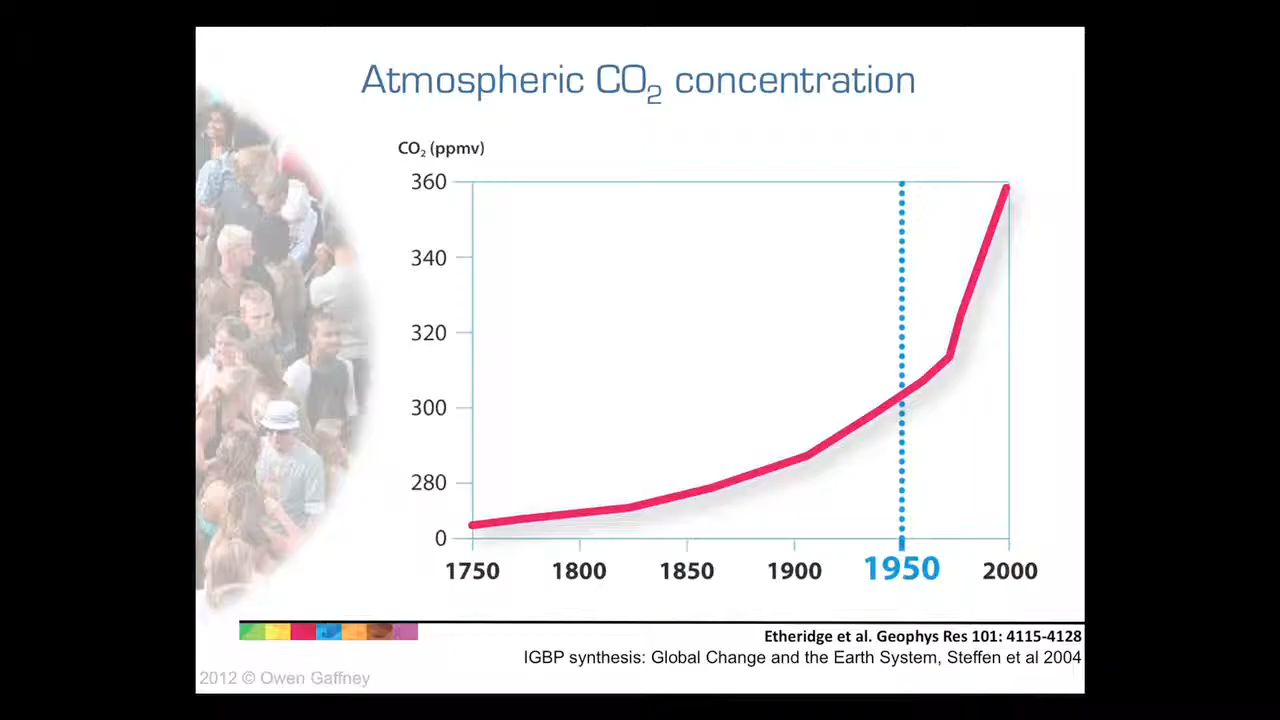 Atmospheric CO₂ concentration
CO₂ (ppmv)
360
340
320
300
280
0
1750 1800 1850 1900 1950 2000
Etheridge et al. Geophys Res 101: 4115-4128
IGBP synthesis: Global Change and the Earth System, Steffen et al 2004
2012 © Owen Gaffney